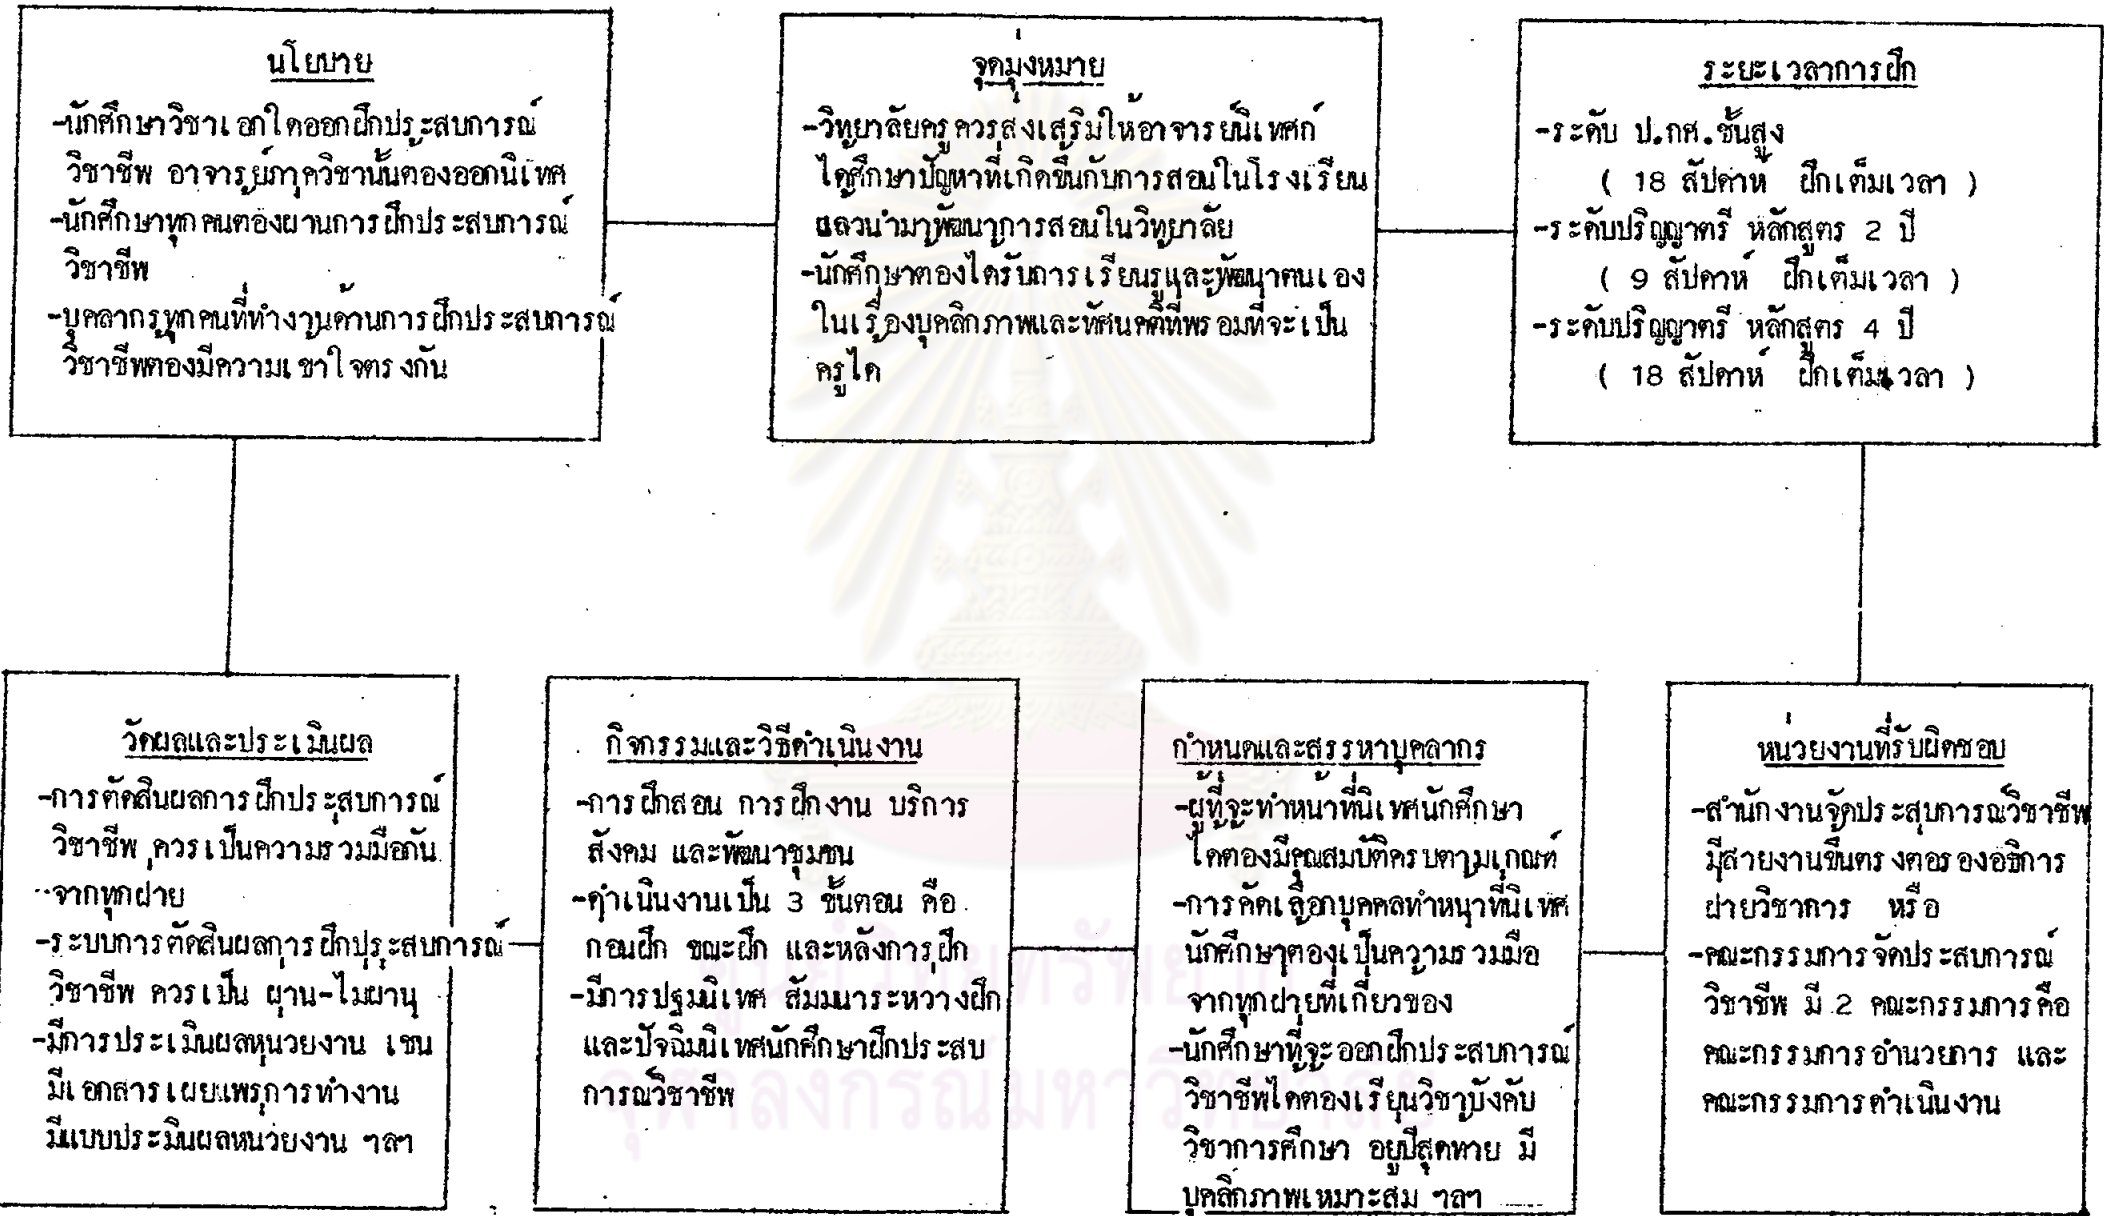 นโยบาย
-นักศึกษาวิชาเอกใดออกฝึกประสบการณ์
วิชาชีพ อาจารย์ภาควิชานั้นต้องออกนิเทศ
-นักศึกษาทุกคนต้องผ่านการฝึกประสบการณ์
วิชาชีพ
-บุคลากรทุกคนที่ทำงานด้านการฝึกประสบการณ์
วิชาชีพต้องมีความเข้าใจตรงกัน
จุดมุ่งหมาย
-วิทยาลัยครูควรส่งเสริมให้อาจารย์นิเทศก์
ได้ศึกษาปัญหาที่เกิดขึ้นกับการสอนในโรงเรียน
แล้วนำมาพัฒนาการสอนในวิทยาลัย
-นักศึกษาต้องได้รับการเรียนรู้และพัฒนาตนเอง
ในเรื่องบุคลิกภาพและทัศนคติที่พร้อมที่จะเป็น
ครูได้
ระยะเวลาการฝึก
-ระดับ ป.กศ.ชั้นสูง
( 18 สัปดาห์ ฝึกเต็มเวลา )
-ระดับปริญญาตรี หลักสูตร 2 ปี
( 9 สัปดาห์ ฝึกเต็มเวลา )
-ระดับปริญญาตรี หลักสูตร 4 ปี
( 18 สัปดาห์ ฝึกเต็มเวลา )
วัดผลและประเมินผล
-การตัดสินผลการฝึกประสบการณ์
วิชาชีพ ควรเป็นความร่วมมือกัน
จากทุกฝ่าย
-ระบบการตัดสินผลการฝึกประสบการณ์
วิชาชีพ ควรเป็น ผ่าน-ไม่ผ่าน
-มีการประเมินผลหน่วยงาน เช่น
มีเอกสารเผยแพร่การทำงาน
มีแบบประเมินผลหน่วยงาน ฯลฯ
กิจกรรมและวิธีดำเนินงาน
-การฝึกสอน การฝึกงาน บริการ
สังคม และพัฒนาชุมชน
-ดำเนินงานเป็น 3 ขั้นตอน คือ
ก่อนฝึก ขณะฝึก และหลังการฝึก
-มีการปฐมนิเทศ สัมมนาระหว่างฝึก
และปัจฉิมนิเทศนักศึกษาฝึกประสบ
การณ์วิชาชีพ
กำหนดและสรรหาบุคลากร
-ผู้ที่จะทำหน้าที่นิเทศนักศึกษา
ได้ต้องมีคุณสมบัติครบตามเกณฑ์
-การคัดเลือกบุคคลทำหน้าที่นิเทศ
นักศึกษาต้องเป็นความร่วมมือ
จากทุกฝ่ายที่เกี่ยวข้อง
-นักศึกษาที่จะออกฝึกประสบการณ์
วิชาชีพได้ต้องเรียนวิชาบังคับ
วิชาการศึกษา อยู่ปีสุดท้าย มี
บุคลิกภาพเหมาะสม ฯลฯ
หน่วยงานที่รับผิดชอบ
-สำนักงานจัดประสบการณ์วิชาชีพ
มีสายงานขึ้นตรงต่อรองอธิการ
ฝ่ายวิชาการ หรือ
-คณะกรรมการจัดประสบการณ์
วิชาชีพ มี 2 คณะกรรมการคือ
คณะกรรมการอำนวยการ และ
คณะกรรมการดำเนินงาน
ศูนย์วิทยทรัพยากร
จุฬาลงกรณ์มหาวิทยาลัย